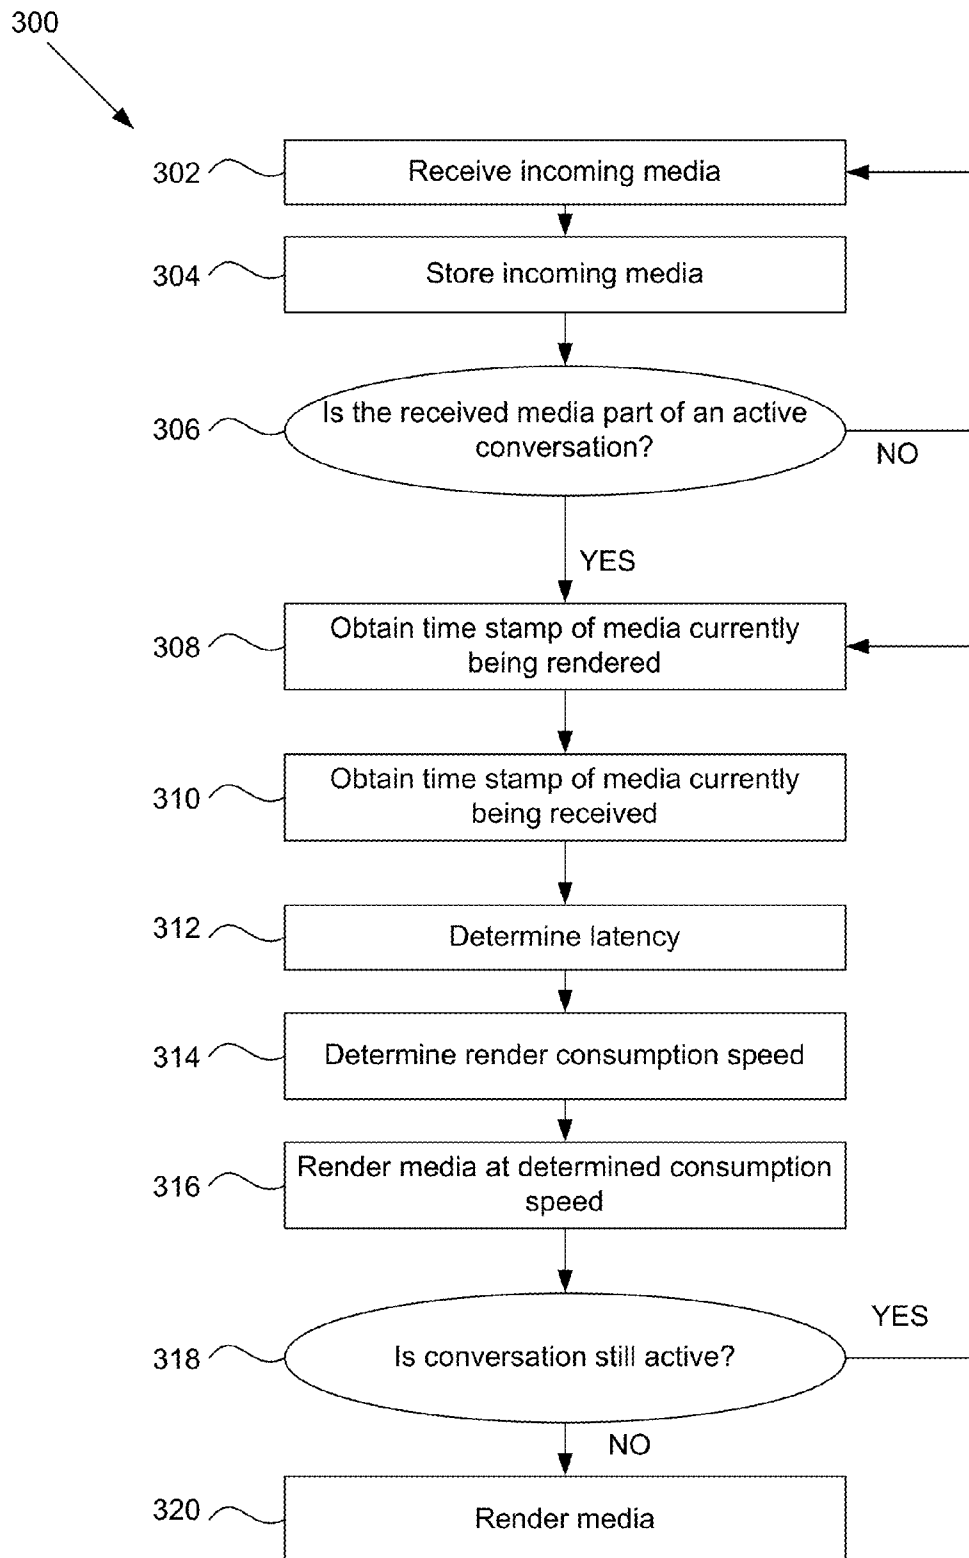 300
302
Receive incoming media
304
Store incoming media
306
Is the received media part of an active
conversation?
NO
YES
308
Obtain time stamp of media currently
being rendered
310
Obtain time stamp of media currently
being received
312
Determine latency
314
Determine render consumption speed
316
Render media at determined consumption
speed
YES
318
Is conversation still active?
NO
320
Render media